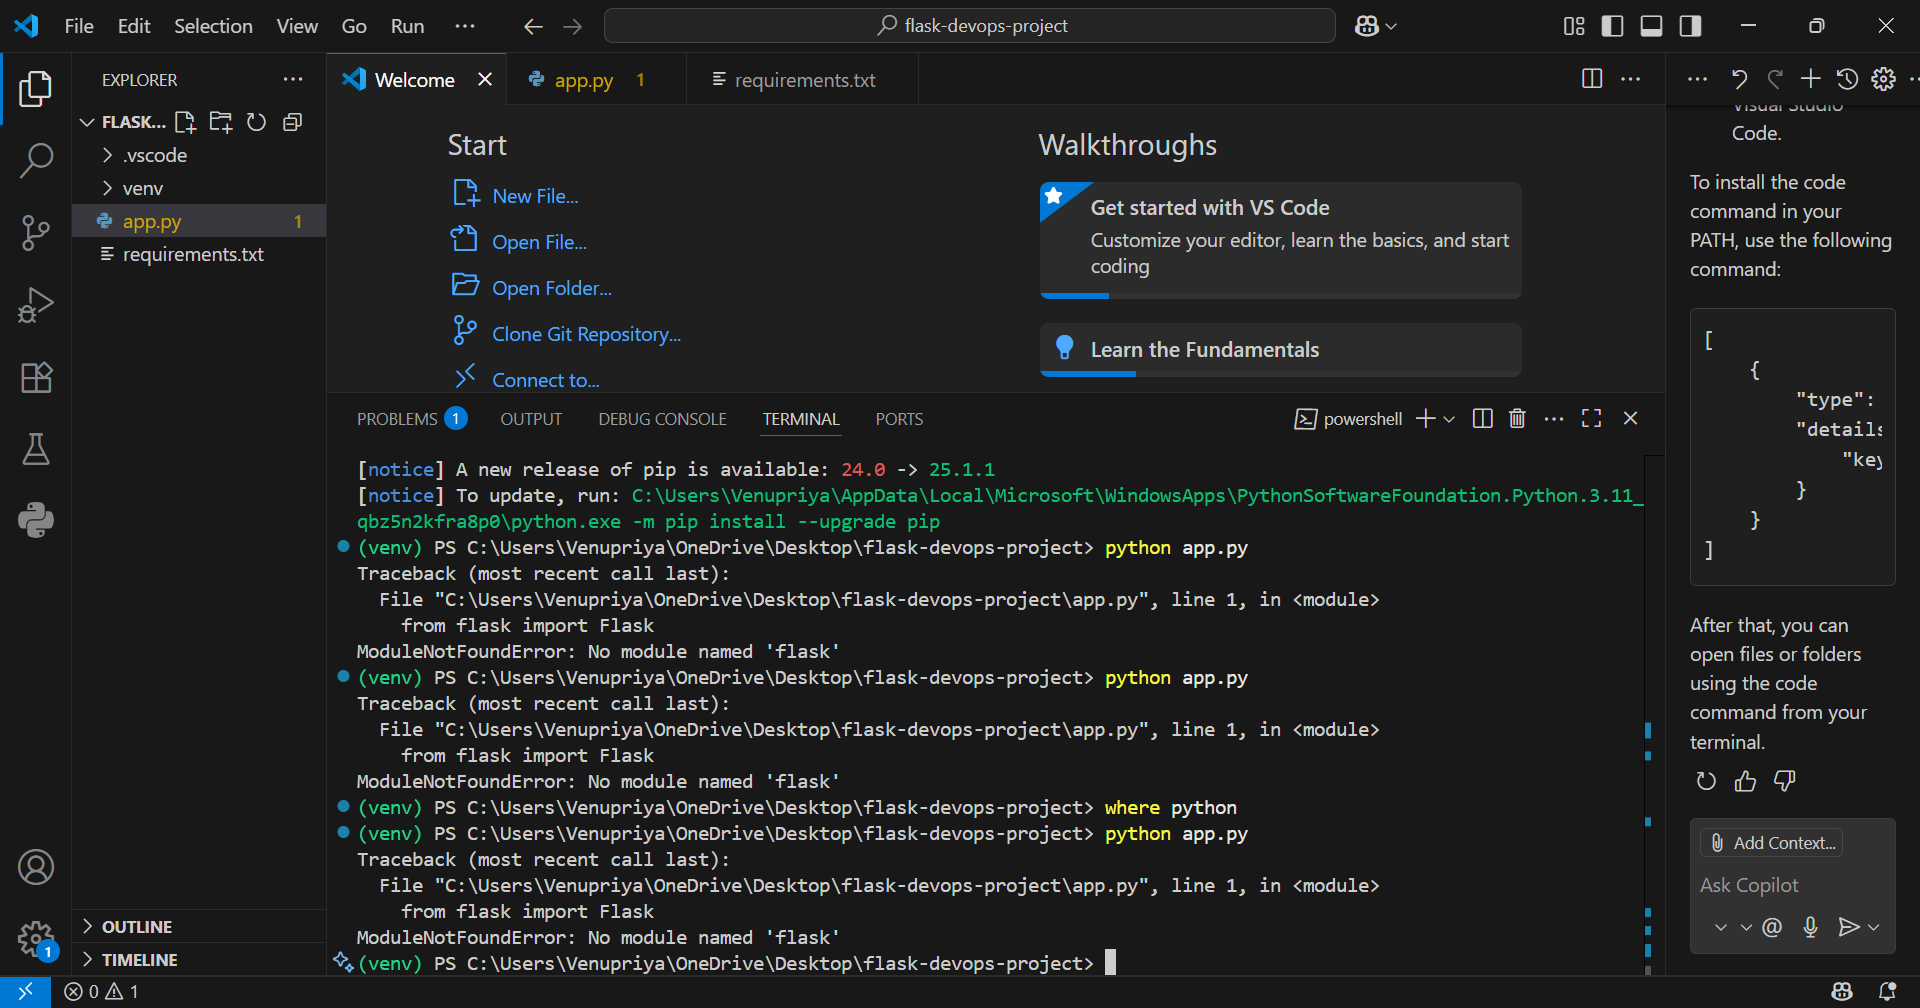 File Edit Selection View Go Run ···
flask-devops-project
EXPLORER
FLASK...
.vscode
venv
app.py 1
requirements.txt
OUTLINE
TIMELINE
Welcome
app.py 1
requirements.txt
Start
New File...
Open File...
Open Folder...
Clone Git Repository...
Connect to...
Walkthroughs
Get started with VS Code
Customize your editor, learn the basics, and start
coding
Learn the Fundamentals
PROBLEMS 1 OUTPUT DEBUG CONSOLE TERMINAL PORTS
powershell
[notice] A new release of pip is available: 24.0 -> 25.1.1
[notice] To update, run: C:\Users\Venupriya\AppData\Local\Microsoft\WindowsApps\PythonSoftwareFoundation.Python.3.11_
qbz5n2kfra8p0\python.exe -m pip install --upgrade pip
(venv) PS C:\Users\Venupriya\OneDrive\Desktop\flask-devops-project> python app.py
Traceback (most recent call last):
File "C:\Users\Venupriya\OneDrive\Desktop\flask-devops-project\app.py", line 1, in <module>
from flask import Flask
ModuleNotFoundError: No module named 'flask'
(venv) PS C:\Users\Venupriya\OneDrive\Desktop\flask-devops-project> python app.py
Traceback (most recent call last):
File "C:\Users\Venupriya\OneDrive\Desktop\flask-devops-project\app.py", line 1, in <module>
from flask import Flask
ModuleNotFoundError: No module named 'flask'
(venv) PS C:\Users\Venupriya\OneDrive\Desktop\flask-devops-project> where python
(venv) PS C:\Users\Venupriya\OneDrive\Desktop\flask-devops-project> python app.py
Traceback (most recent call last):
File "C:\Users\Venupriya\OneDrive\Desktop\flask-devops-project\app.py", line 1, in <module>
from flask import Flask
ModuleNotFoundError: No module named 'flask'
(venv) PS C:\Users\Venupriya\OneDrive\Desktop\flask-devops-project>
Visual Studio
Code.
To install the code
command in your
PATH, use the following
command:
[
{
"type":
"details
"key
}
}
]
After that, you can
open files or folders
using the code
command from your
terminal.
Add Context...
Ask Copilot
@
1
0 1